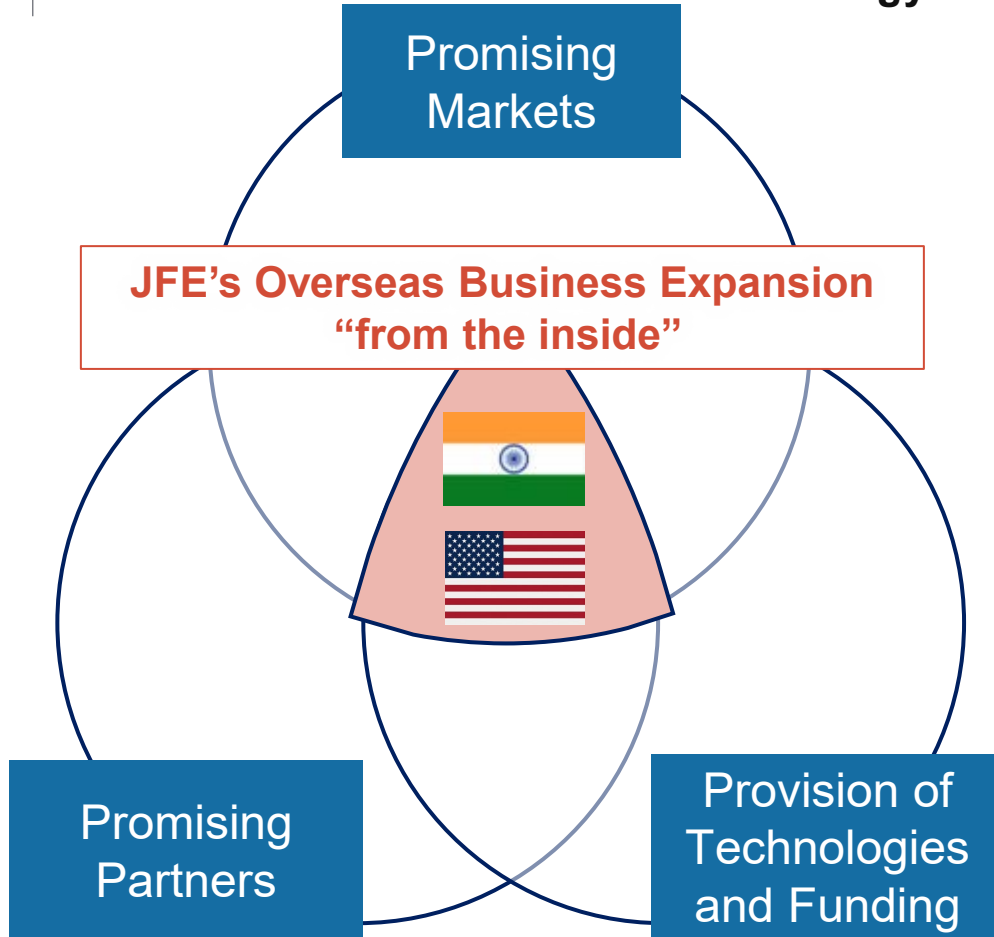 Promising
Markets
JFE's Overseas Business Expansion
“from the inside”
Promising
Partners
Provision of
Technologies
and Funding